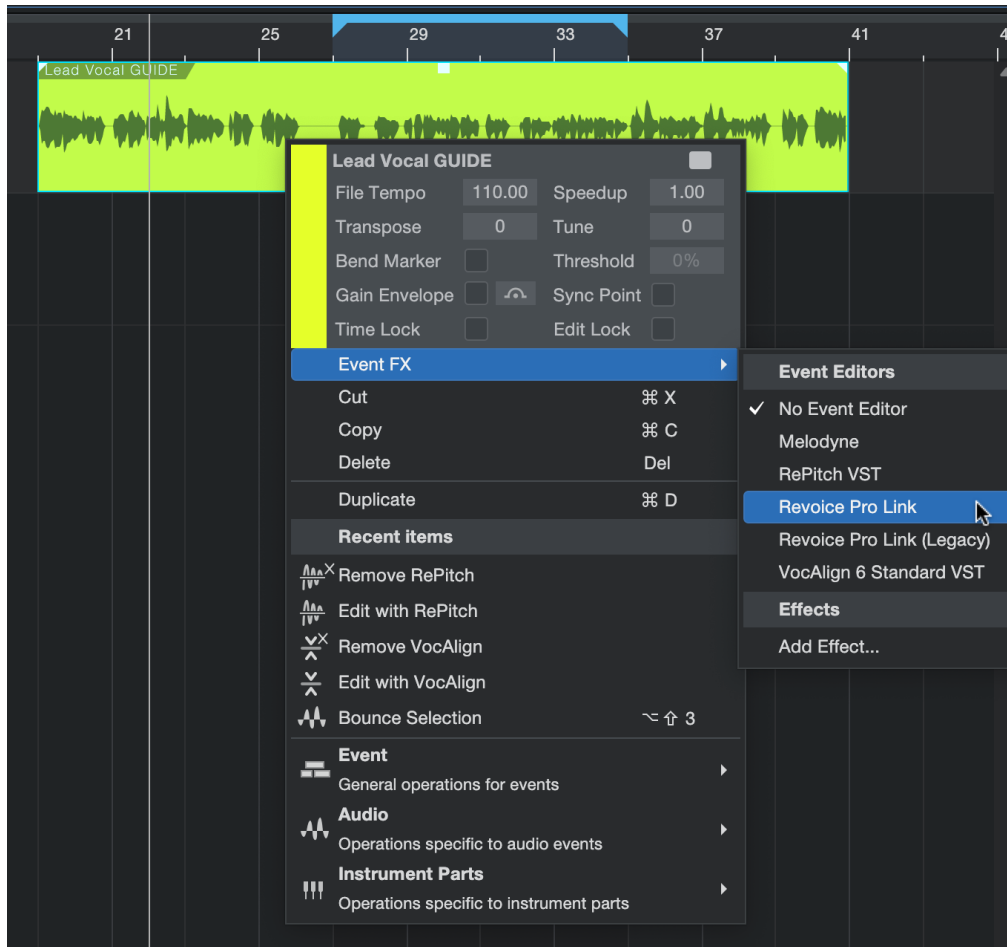 21 25 29 33 37 41
Lead Vocal GUIDE
Lead Vocal GUIDE
File Tempo 110.00 Speedup 1.00
Transpose 0 Tune 0
Bend Marker Threshold 0%
Gain Envelope Sync Point
Time Lock Edit Lock
Event FX
Cut ⌘ X
Copy ⌘ C
Delete Del
Duplicate ⌘ D
Recent items
Remove RePitch
Edit with RePitch
Remove VocAlign
Edit with VocAlign
Bounce Selection ⌥ ⇧ 3
Event
General operations for events
Audio
Operations specific to audio events
Instrument Parts
Operations specific to instrument parts
Event Editors
✓ No Event Editor
Melodyne
RePitch VST
Revoice Pro Link
Revoice Pro Link (Legacy)
VocAlign 6 Standard VST
Effects
Add Effect...